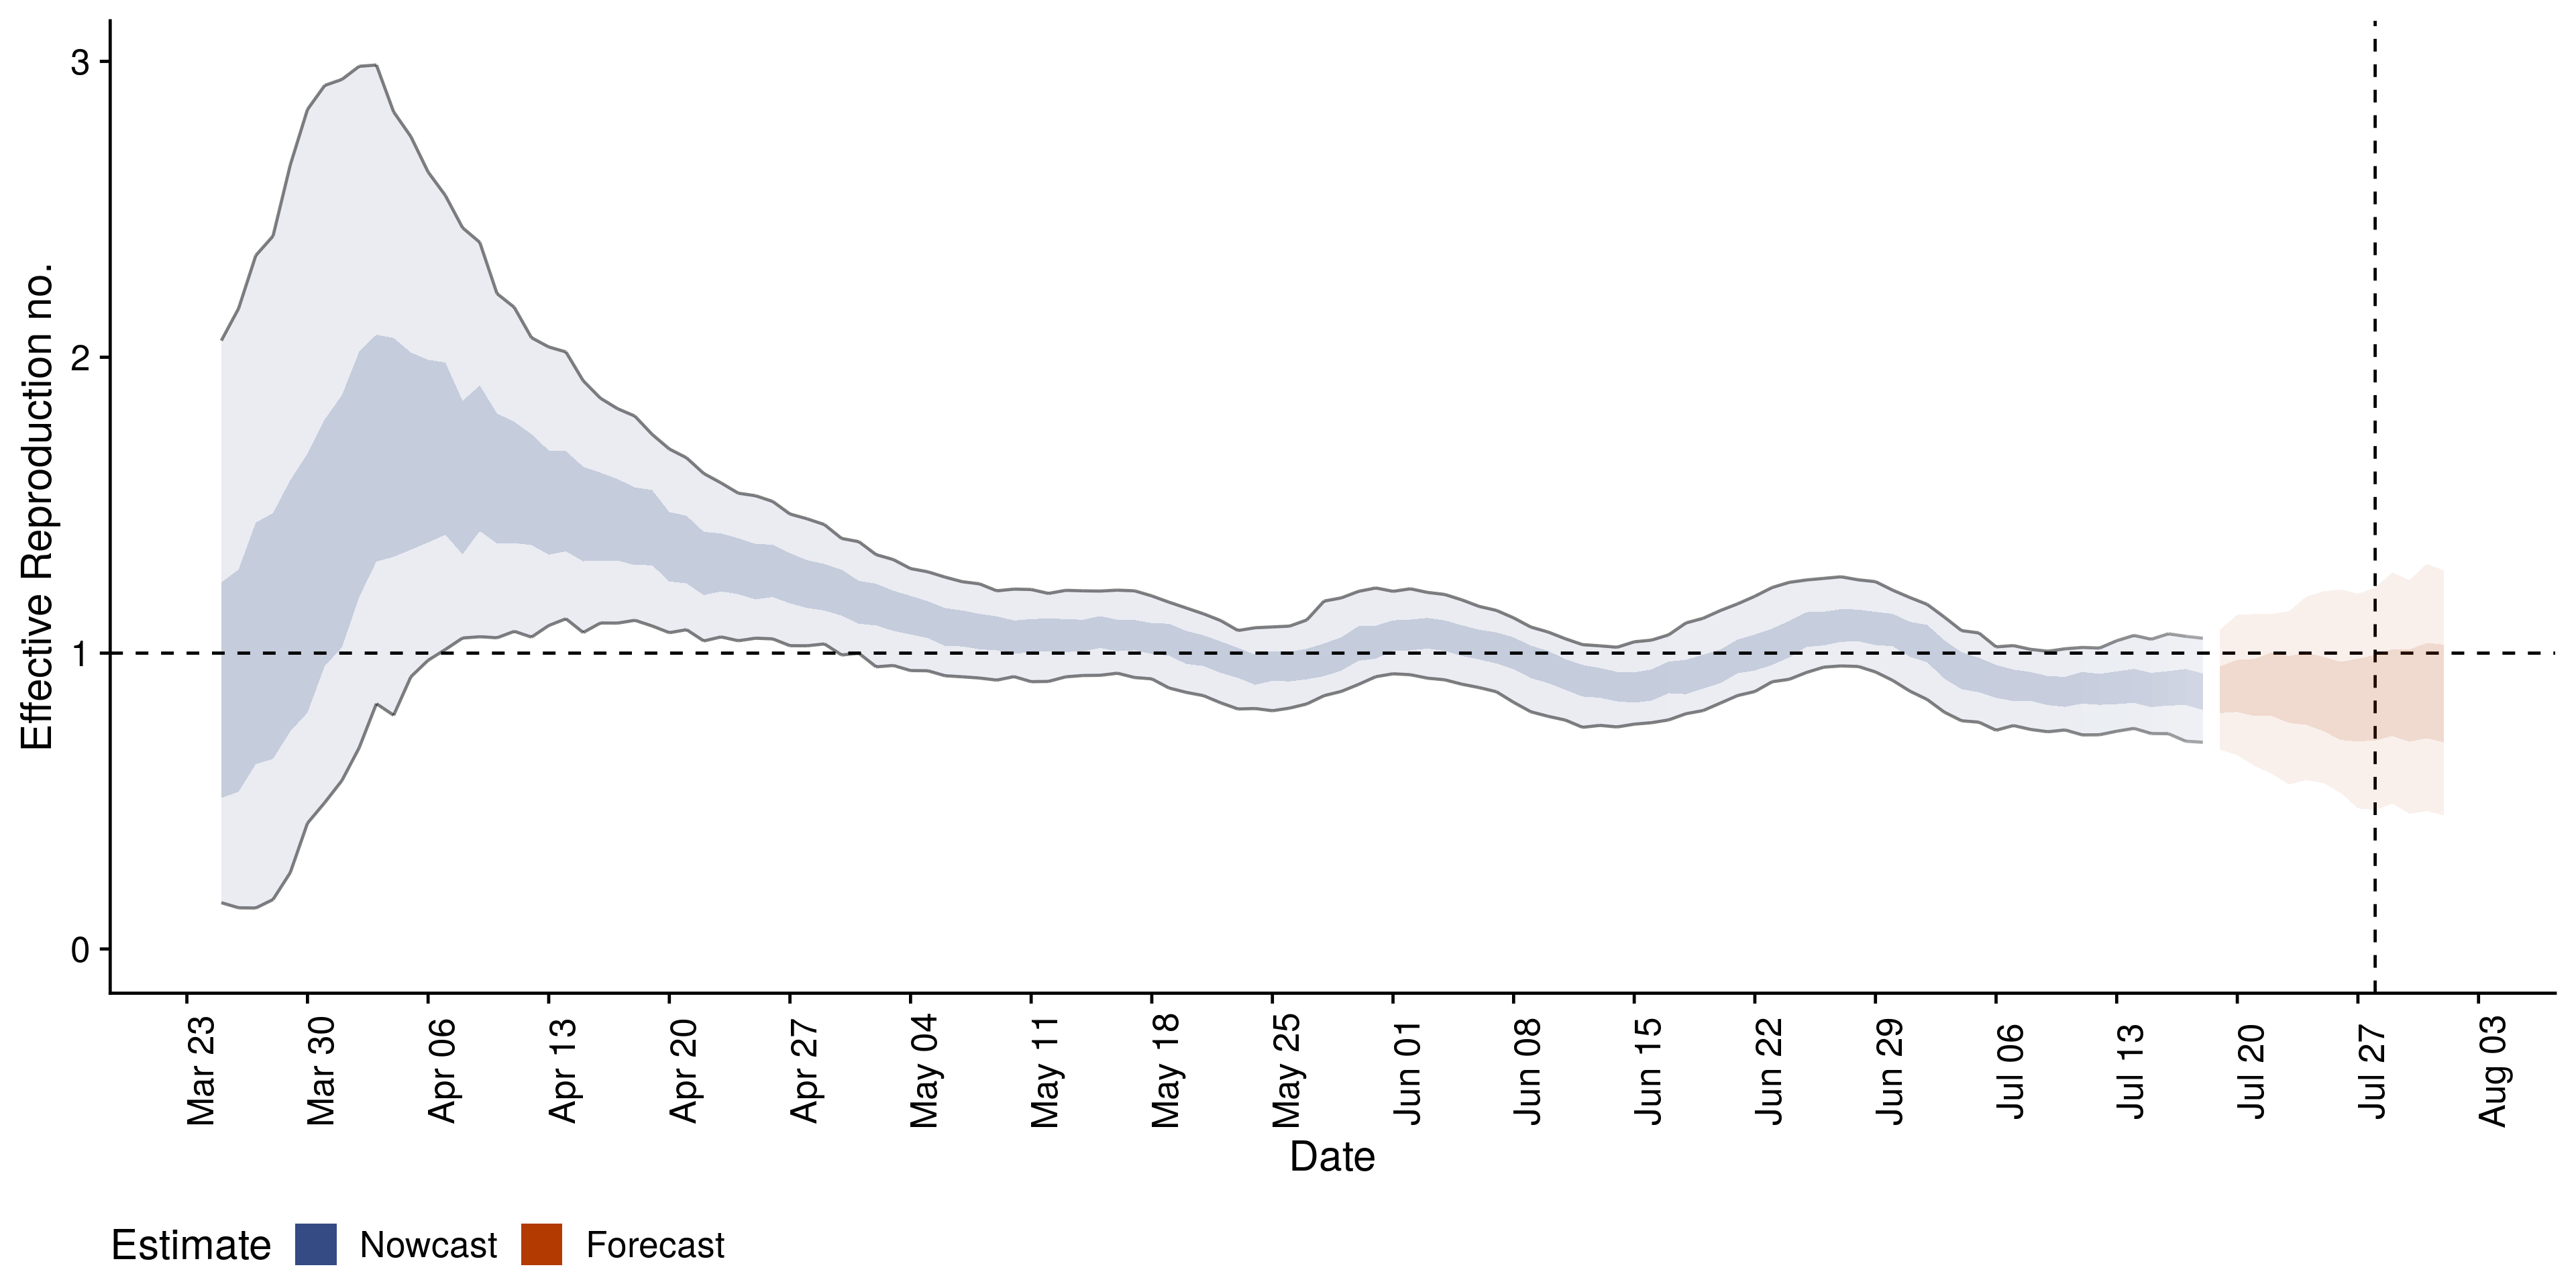 Effective Reproduction no.
3
2
1
0
Mar 23
Mar 30
Apr 06
Apr 13
Apr 20
Apr 27
May 04
May 11
May 18
May 25
Jun 01
Jun 08
Jun 15
Jun 22
Jun 29
Jul 06
Jul 13
Jul 20
Jul 27
Aug 03
Date
Estimate Nowcast Forecast